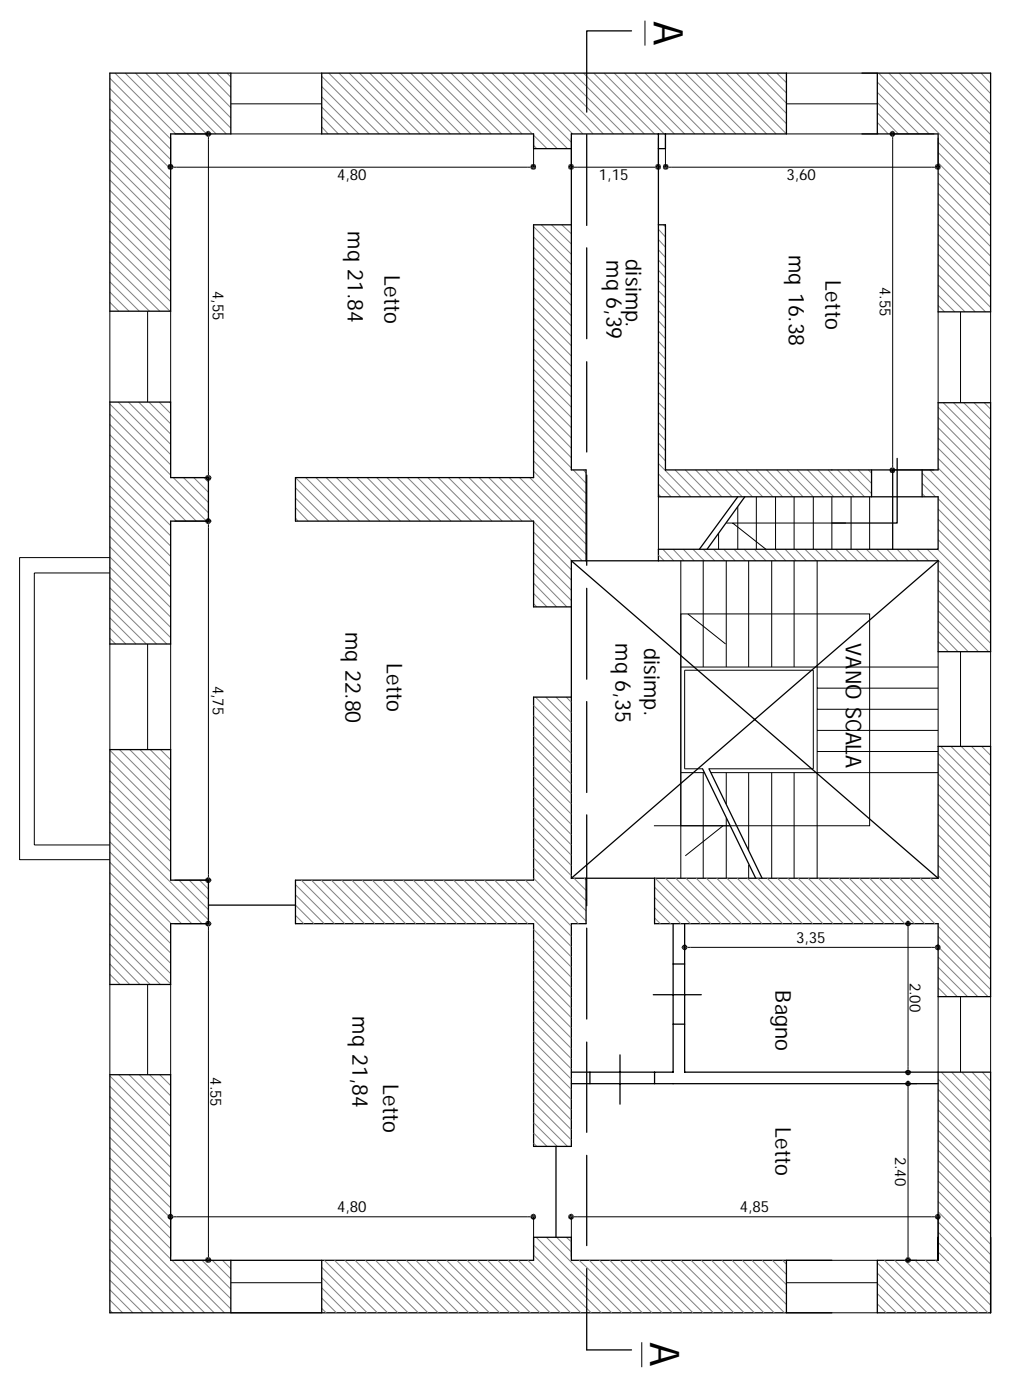 A
4,80
1,15
3,60
Letto
mq 21.84
disimp.
mq 6,39
Letto
mq 16.38
4,55
4.55
Letto
mq 22.80
disimp.
mq 6,35
VANO SCALA
4,75
3,35
2.00
Bagno
Letto
mq 21,84
4.55
Letto
2.40
4,80
4,85
A